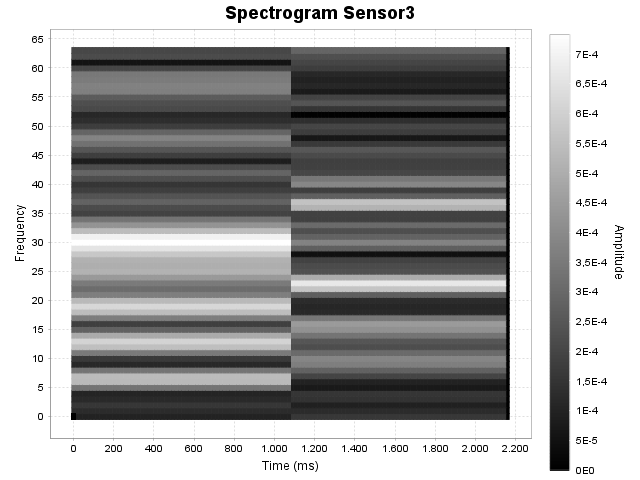 Spectrogram Sensor3
65
60
55
50
45
40
35
30
25
20
15
10
5
0
Frequency
0 200 400 600 800 1.000 1.200 1.400 1.600 1.800 2.000 2.200
Time (ms)
7E-4
6,5E-4
6E-4
5,5E-4
5E-4
4,5E-4
4E-4
3,5E-4
3E-4
2,5E-4
2E-4
1,5E-4
1E-4
5E-5
0E0
Amplitude